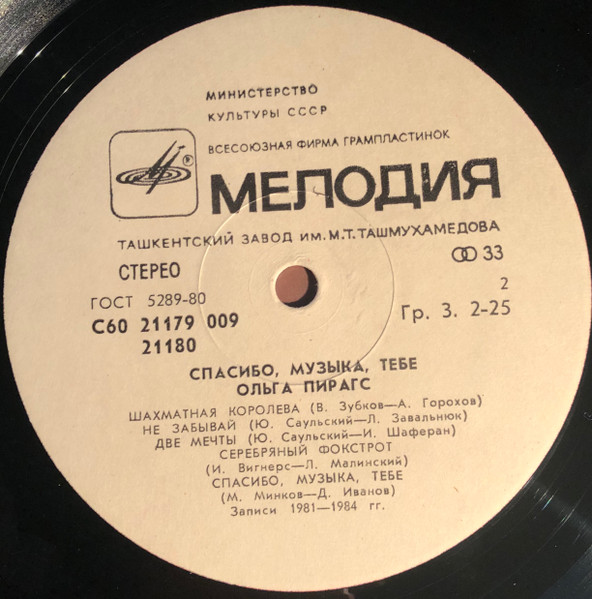 МИНИСТЕРСТВО
КУЛЬТУРЫ СССР
ВСЕСОЮЗНАЯ ФИРМА ГРАМПЛАСТИНОК
®
МЕЛОДИЯ
ТАШКЕНТСКИЙ ЗАВОД ИМ. М.Т. ТАШМУХАМЕДОВА
СТЕРЕО
33
ГОСТ 5289-80
2
С60 21179 009
Гр. 3. 2-25
21180
СПАСИБО, МУЗЫКА, ТЕБЕ
ОЛЬГА ПИРАГС
ШАХМАТНАЯ КОРОЛЕВА (В. Зубков—А. Горохов)
НЕ ЗАБЫВАЙ (Ю. Саульский—Л. Завальнюк)
ДВЕ МЕЧТЫ (Ю. Саульский—И. Шаферан)
СЕРЕБРЯНЫЙ ФОКСТРОТ
(И. Вигнерс—Л. Малинский)
СПАСИБО, МУЗЫКА, ТЕБЕ
(М. Минков—Д. Иванов)
Записи 1981—1984 гг.